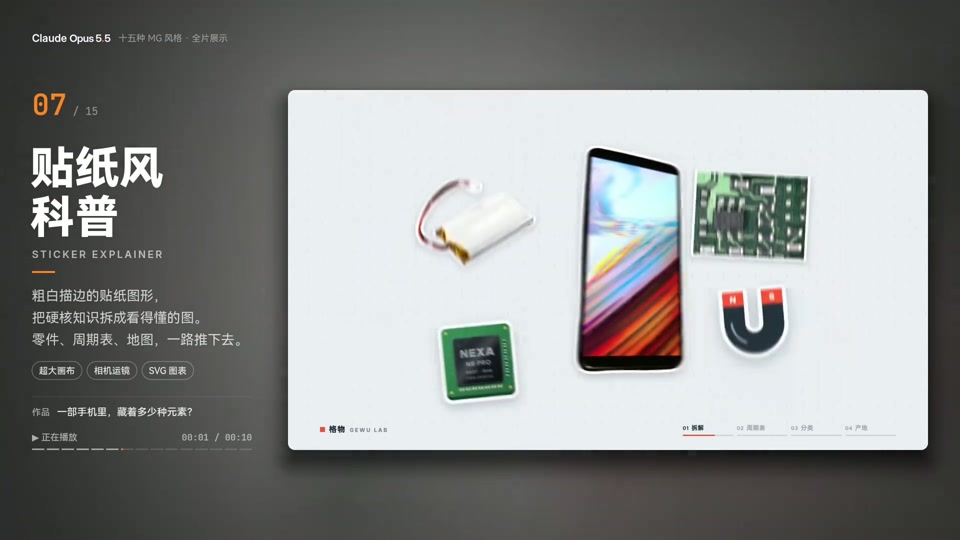 Claude Opus 5.5 十五种 MG 风格 · 全片展示
07 / 15
贴纸风
科普
STICKER EXPLAINER
粗白描边的贴纸图形，
把硬核知识拆成看得懂的图。
零件、周期表、地图，一路推下去。
超大画布 相机运镜 SVG 图表
作品 一部手机里，藏着多少种元素？
▶ 正在播放 00:01 / 00:10
NEXA
N9 PRO
N S
格物 GEWU LAB
01 拆解 02 周期表 03 分类 04 产地